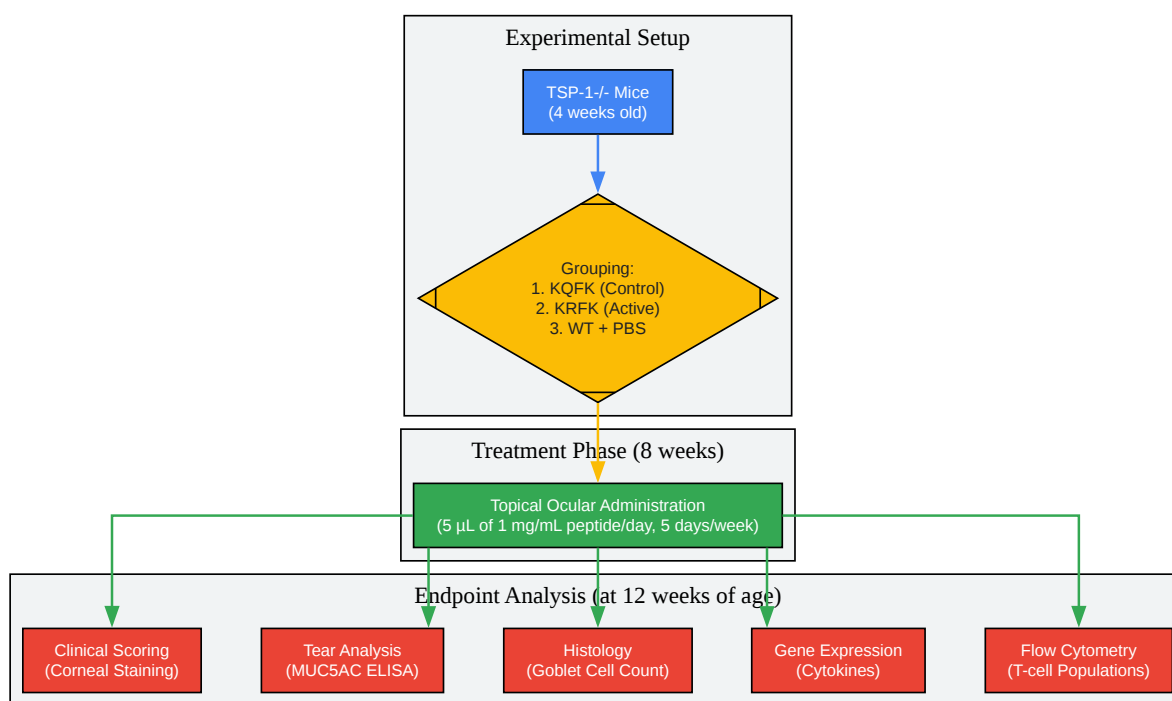 Experimental Setup
TSP-1-/- Mice
(4 weeks old)
Grouping:
1. KQFK (Control)
2. KRFK (Active)
3. WT + PBS
Treatment Phase (8 weeks)
Topical Ocular Administration
(5 µL of 1 mg/mL peptide/day, 5 days/week)
Endpoint Analysis (at 12 weeks of age)
Clinical Scoring
(Corneal Staining)
Tear Analysis
(MUC5AC ELISA)
Histology
(Goblet Cell Count)
Gene Expression
(Cytokines)
Flow Cytometry
(T-cell Populations)